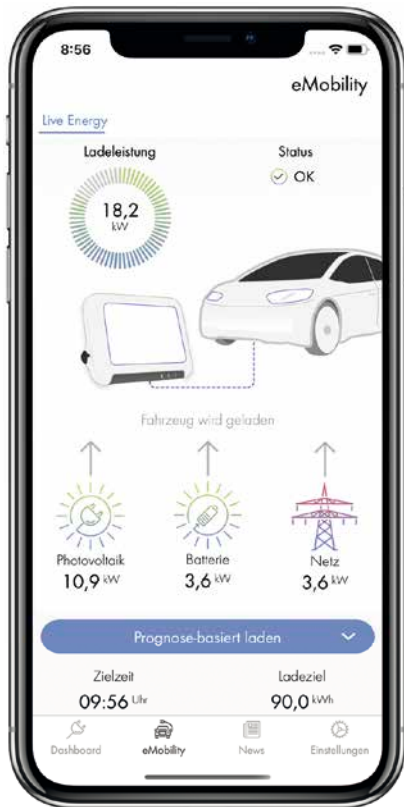 8:56
eMobility
Live Energy
Ladeleistung Status
18,2 kW
OK
Fahrzeug wird geladen
Photovoltaik Batterie Netz
10,9 kW 3,6 kW 3,6 kW
Prognose-basiert laden
Zielzeit Ladeziel
09:56 Uhr 90,0 kWh
Dashboard eMobility News Einstellungen